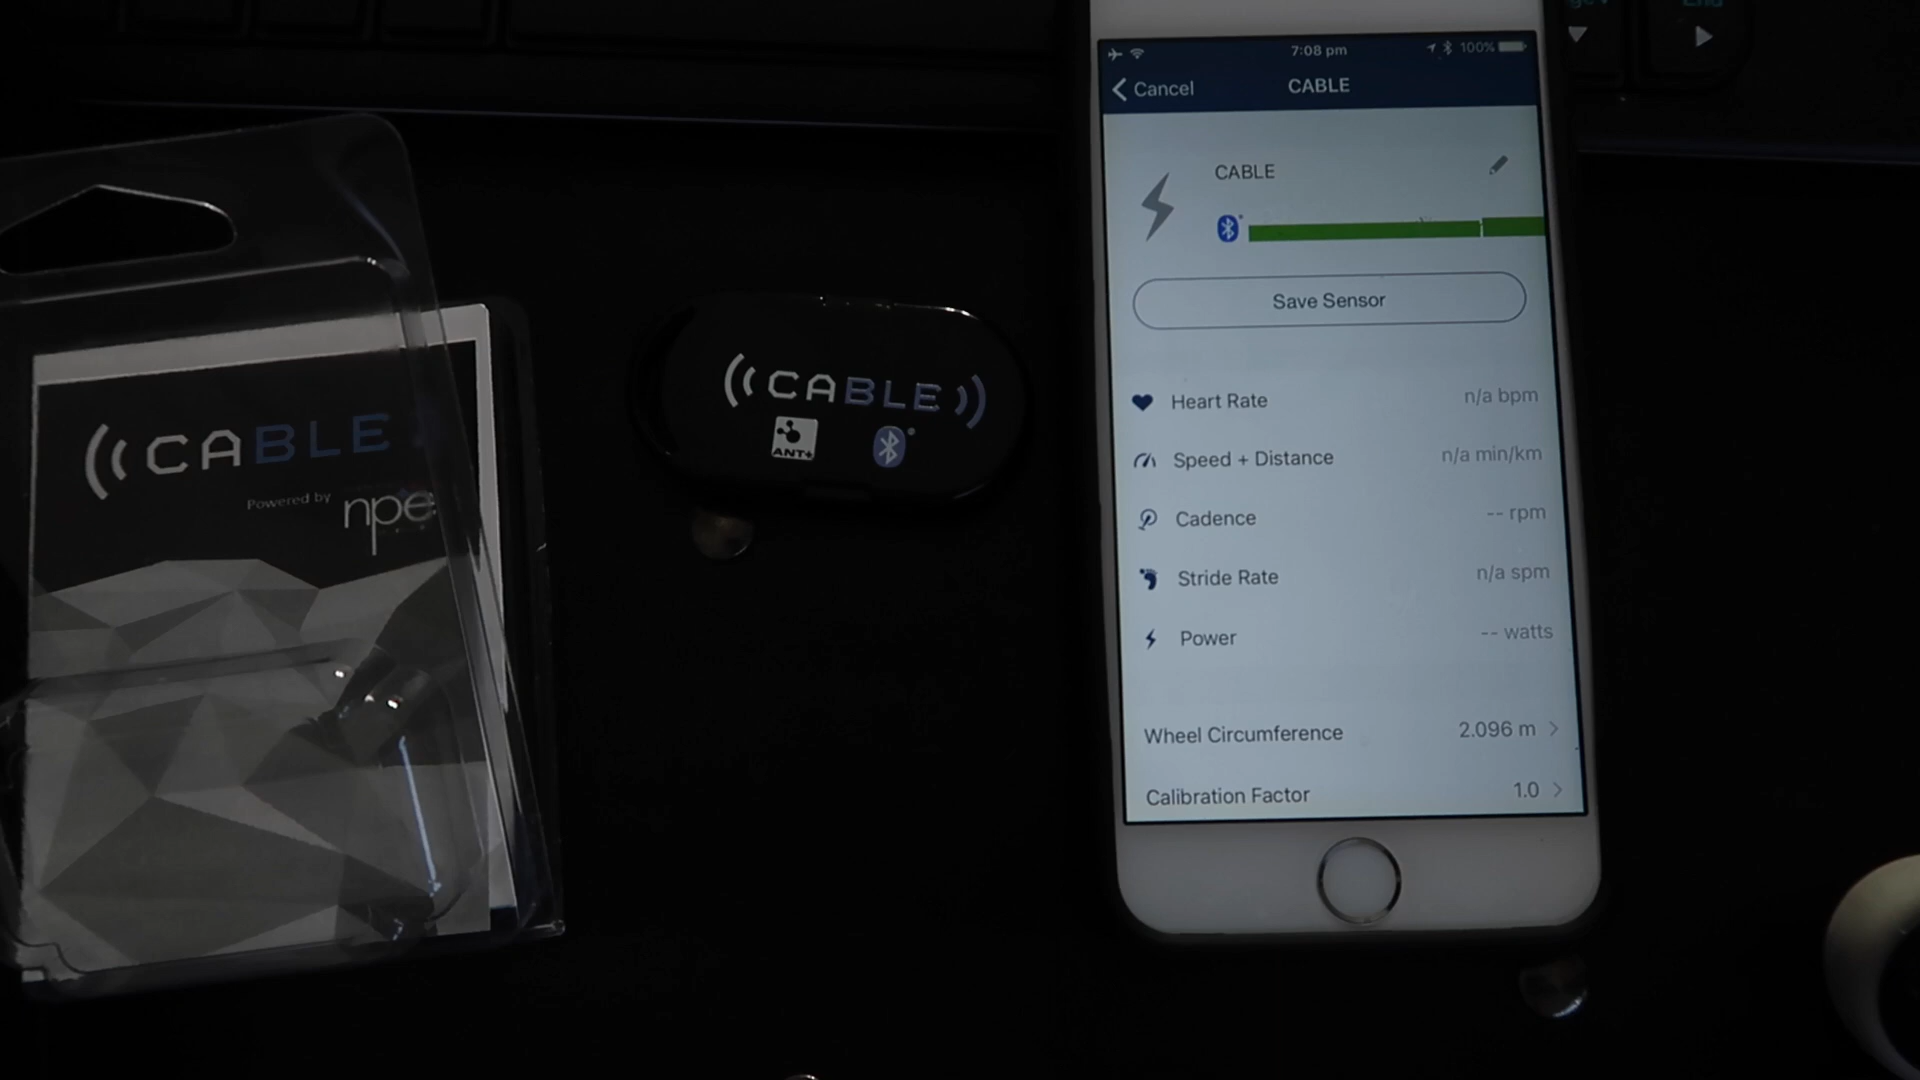 CABLE
Powered by npe
CABLE
ANT+
7:08 pm
100%
Cancel
CABLE
CABLE
Save Sensor
Heart Rate n/a bpm
Speed + Distance n/a min/km
Cadence -- rpm
Stride Rate n/a spm
Power -- watts
Wheel Circumference 2.096 m
Calibration Factor 1.0